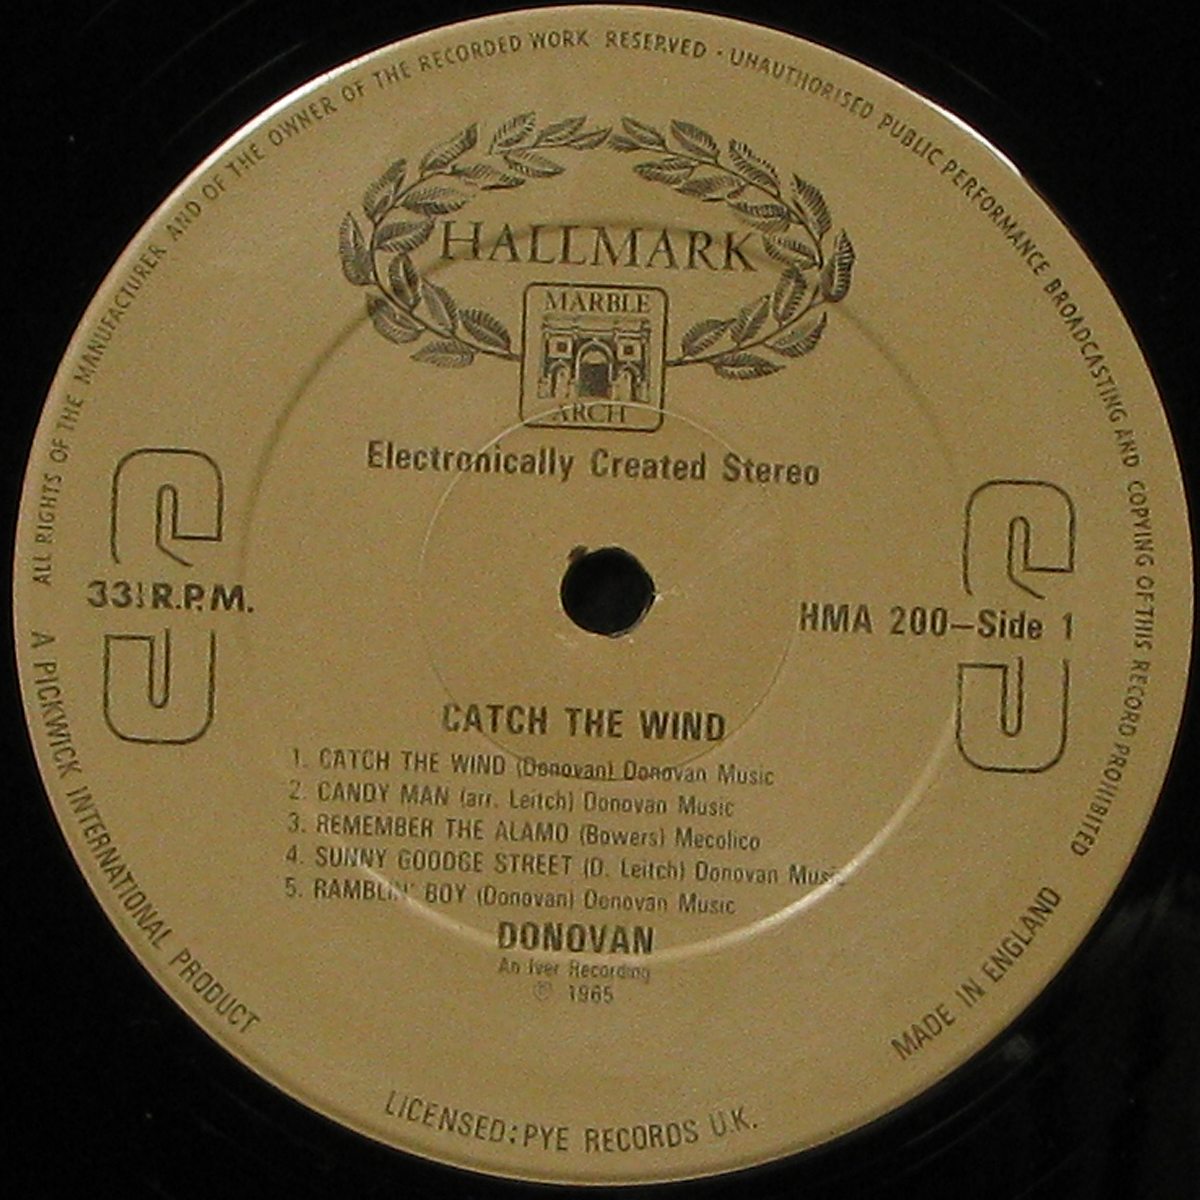 ALL RIGHTS OF THE MANUFACTURER AND OF THE OWNER OF THE RECORDED WORK RESERVED · UNAUTHORISED PUBLIC PERFORMANCE BROADCASTING AND COPYING OF THIS RECORD PROHIBITED
HALLMARK
MARBLE
ARCH
Electronically Created Stereo
33⅓ R.P.M.
HMA 200–Side 1
CATCH THE WIND
1. CATCH THE WIND (Donovan) Donovan Music
2. CANDY MAN (arr. Leitch) Donovan Music
3. REMEMBER THE ALAMO (Bowers) Mecolico
4. SUNNY GOODGE STREET (D. Leitch) Donovan Music
5. RAMBLIN' BOY (Donovan) Donovan Music
DONOVAN
An Iver Recording
℗ 1965
A PICKWICK INTERNATIONAL PRODUCT
LICENSED: PYE RECORDS U.K.
MADE IN ENGLAND